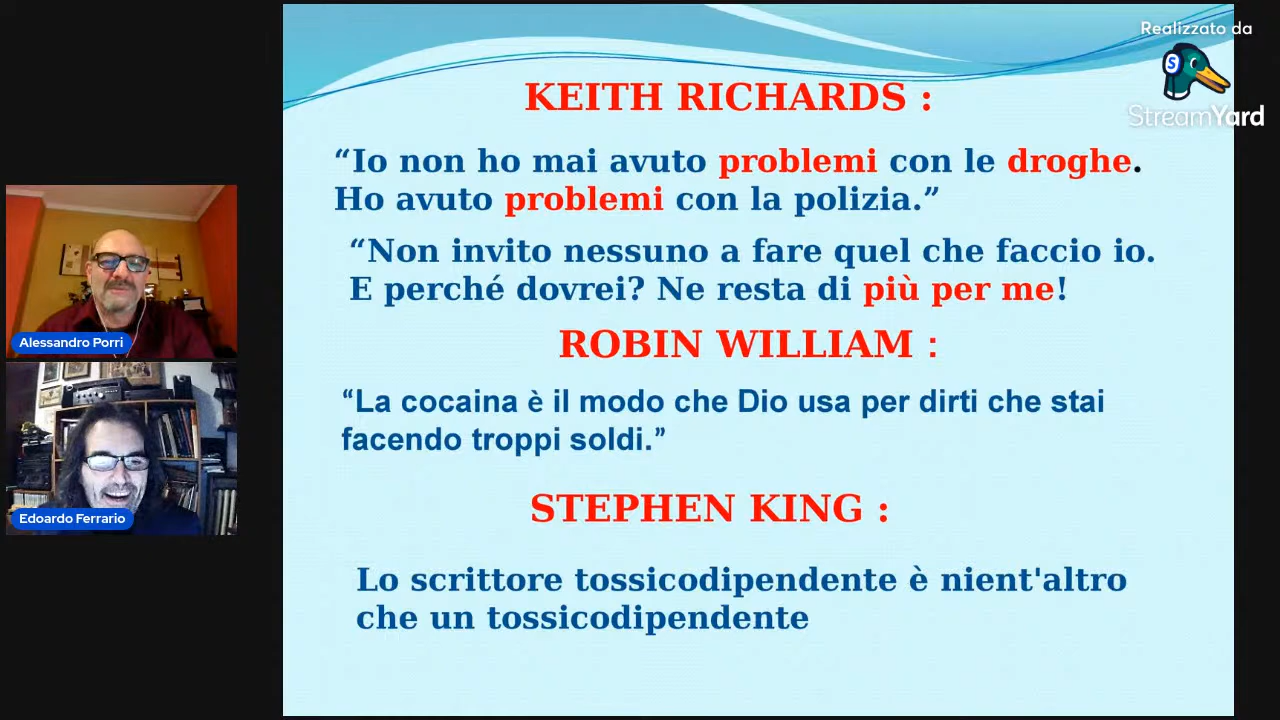 Realizzato da
StreamYard
KEITH RICHARDS :
“Io non ho mai avuto problemi con le droghe.
Ho avuto problemi con la polizia.”
“Non invito nessuno a fare quel che faccio io.
E perché dovrei? Ne resta di più per me!
ROBIN WILLIAM :
“La cocaina è il modo che Dio usa per dirti che stai
facendo troppi soldi.”
STEPHEN KING :
Lo scrittore tossicodipendente è nient'altro
che un tossicodipendente
Alessandro Porri
Edoardo Ferrario